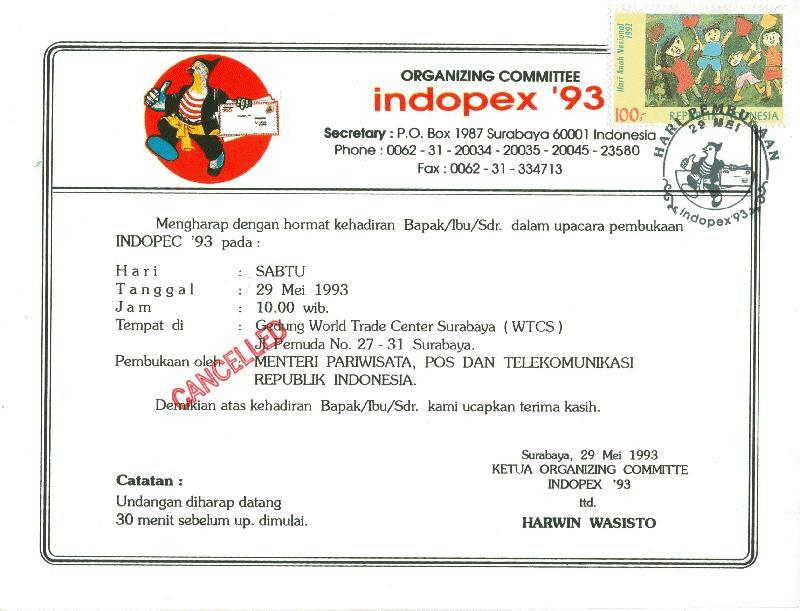 ORGANIZING COMMITTEE
indopex '93
Secretary : P.O. Box 1987 Surabaya 60001 Indonesia
Phone : 0062 - 31 - 20034 - 20035 - 20045 - 23580
Fax : 0062 - 31 - 334713
Hari Anak Nasional
1992
100,-
REPUBLIK INDONESIA
HARI PEMBUKAAN
29 MEI
Indopex'93
Mengharap dengan hormat kehadiran Bapak/Ibu/Sdr. dalam upacara pembukaan
INDOPEC '93 pada :
Hari : SABTU
Tanggal : 29 Mei 1993
Jam : 10.00 wib.
Tempat di : Gedung World Trade Center Surabaya ( WTCS )
Jl. Pemuda No. 27 - 31 Surabaya.
Pembukaan oleh : MENTERI PARIWISATA, POS DAN TELEKOMUNIKASI
REPUBLIK INDONESIA.
CANCELLED
Demikian atas kehadiran Bapak/Ibu/Sdr. kami ucapkan terima kasih.
Surabaya, 29 Mei 1993
KETUA ORGANIZING COMMITTE
INDOPEX '93
ttd.
HARWIN WASISTO
Catatan :
Undangan diharap datang
30 menit sebelum up. dimulai.